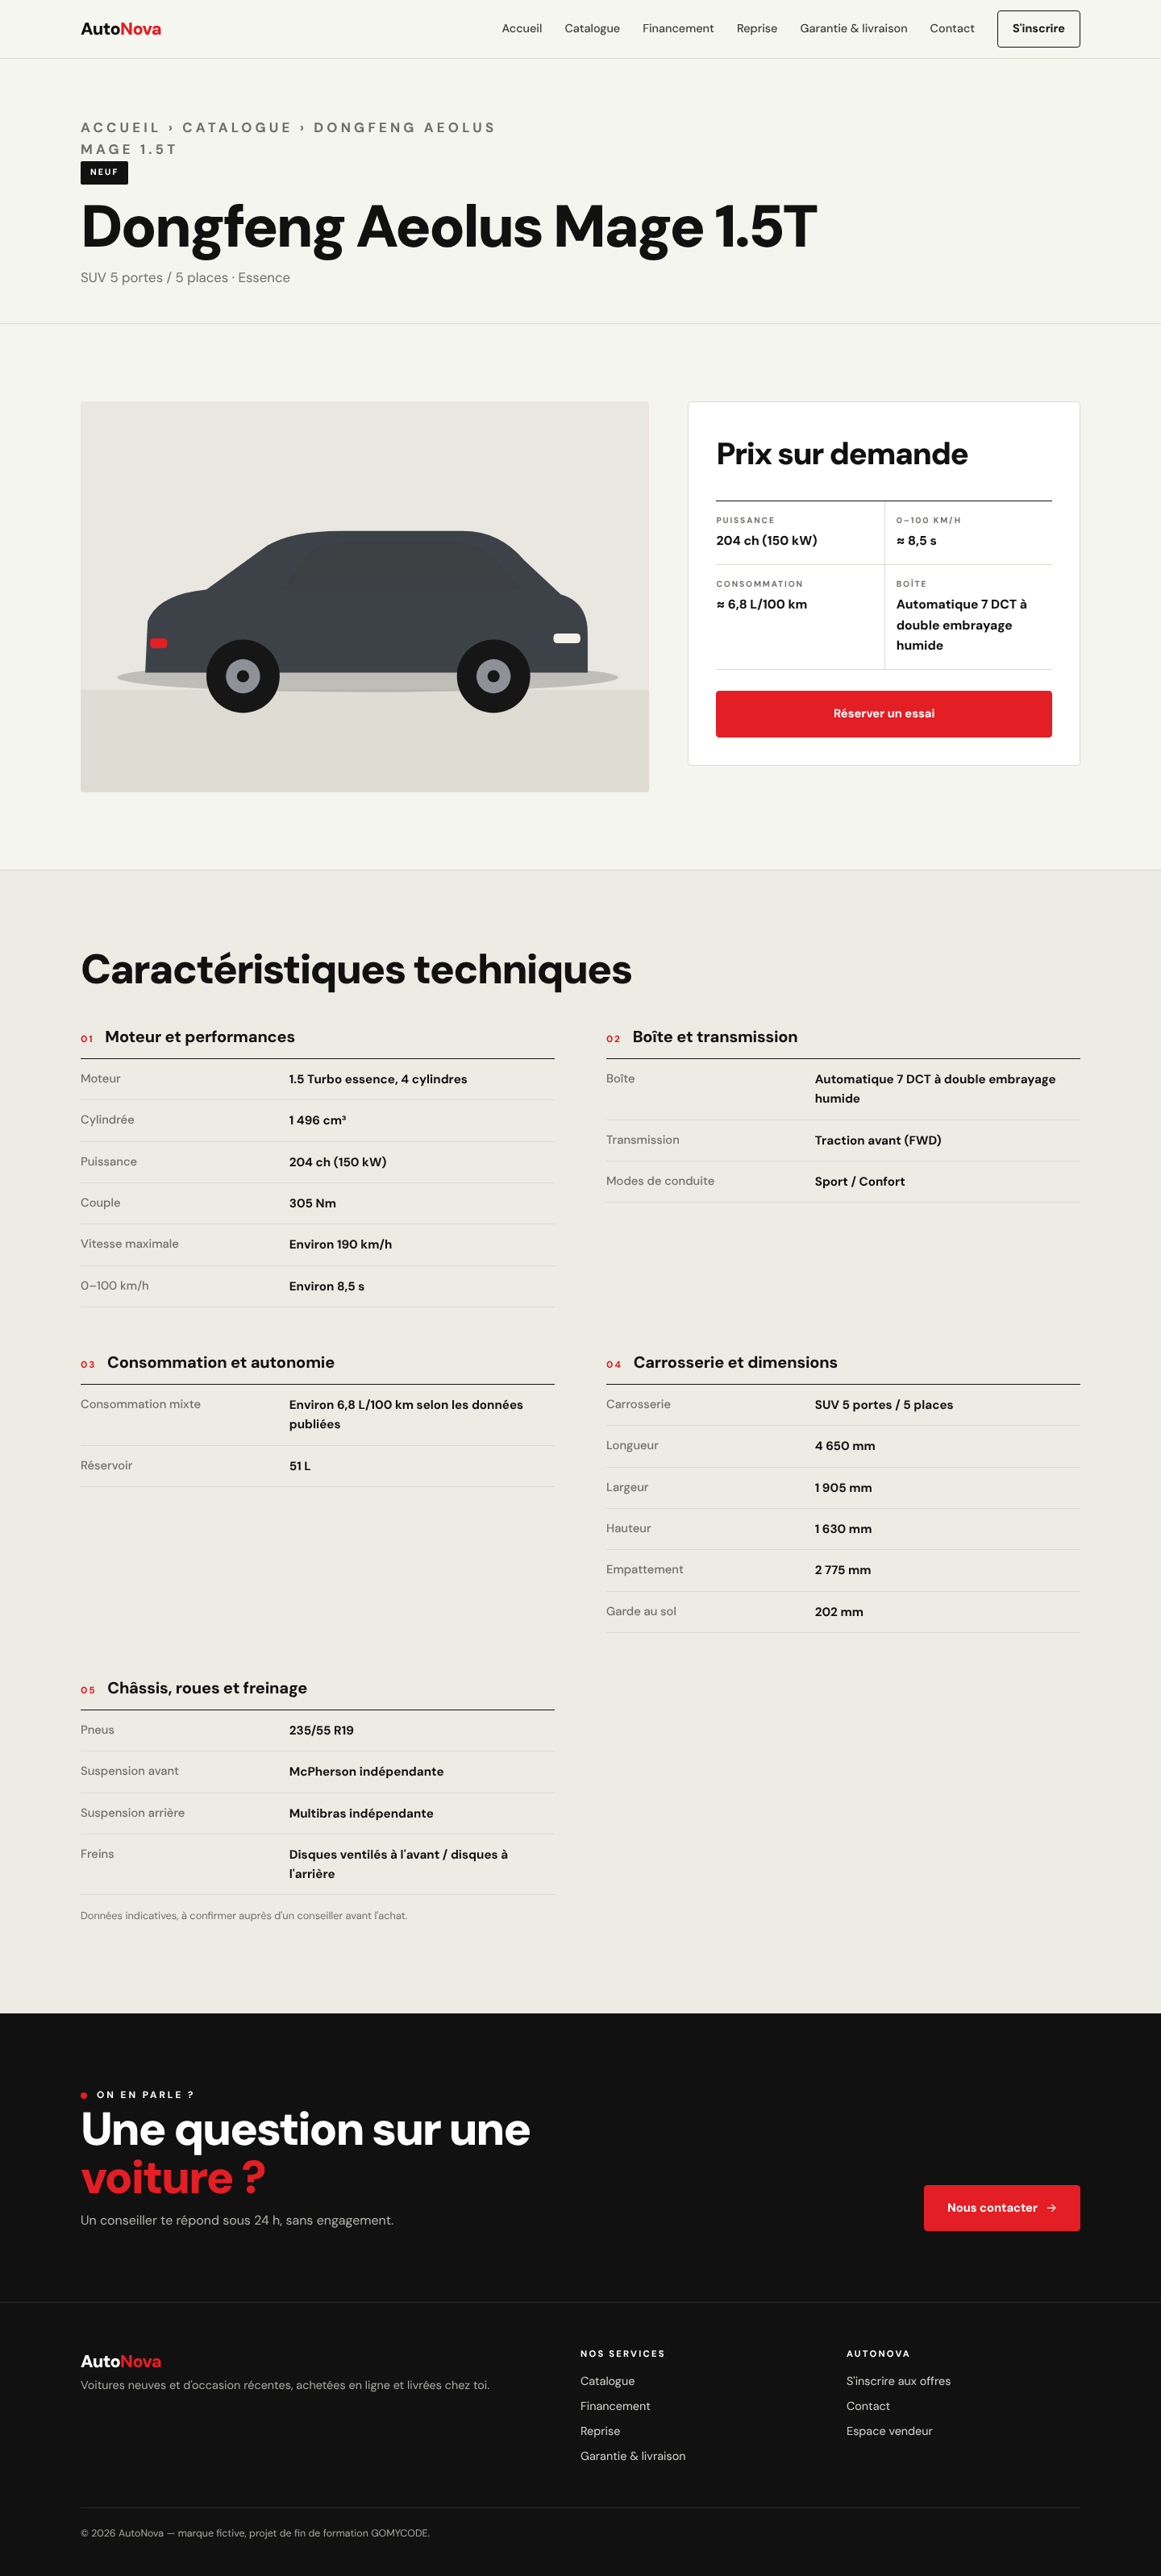 AutoNova
Accueil
Catalogue
Financement
Reprise
Garantie & livraison
Contact
S'inscrire
ACCUEIL › CATALOGUE › DONGFENG AEOLUS
MAGE 1.5T
NEUF
Dongfeng Aeolus Mage 1.5T
SUV 5 portes / 5 places · Essence
Prix sur demande
PUISSANCE
204 ch (150 kW)
0–100 KM/H
≈ 8,5 s
CONSOMMATION
≈ 6,8 L/100 km
BOÎTE
Automatique 7 DCT à
double embrayage
humide
Réserver un essai
Caractéristiques techniques
01 Moteur et performances
Moteur 1.5 Turbo essence, 4 cylindres
Cylindrée 1 496 cm³
Puissance 204 ch (150 kW)
Couple 305 Nm
Vitesse maximale Environ 190 km/h
0–100 km/h Environ 8,5 s
02 Boîte et transmission
Boîte Automatique 7 DCT à double embrayage
humide
Transmission Traction avant (FWD)
Modes de conduite Sport / Confort
03 Consommation et autonomie
Consommation mixte Environ 6,8 L/100 km selon les données
publiées
Réservoir 51 L
04 Carrosserie et dimensions
Carrosserie SUV 5 portes / 5 places
Longueur 4 650 mm
Largeur 1 905 mm
Hauteur 1 630 mm
Empattement 2 775 mm
Garde au sol 202 mm
05 Châssis, roues et freinage
Pneus 235/55 R19
Suspension avant McPherson indépendante
Suspension arrière Multibras indépendante
Freins Disques ventilés à l'avant / disques à
l'arrière
Données indicatives, à confirmer auprès d'un conseiller avant l'achat.
ON EN PARLE ?
Une question sur une
voiture ?
Un conseiller te répond sous 24 h, sans engagement.
Nous contacter →
AutoNova
Voitures neuves et d'occasion récentes, achetées en ligne et livrées chez toi.
NOS SERVICES
Catalogue
Financement
Reprise
Garantie & livraison
AUTONOVA
S'inscrire aux offres
Contact
Espace vendeur
© 2026 AutoNova — marque fictive, projet de fin de formation GOMYCODE.